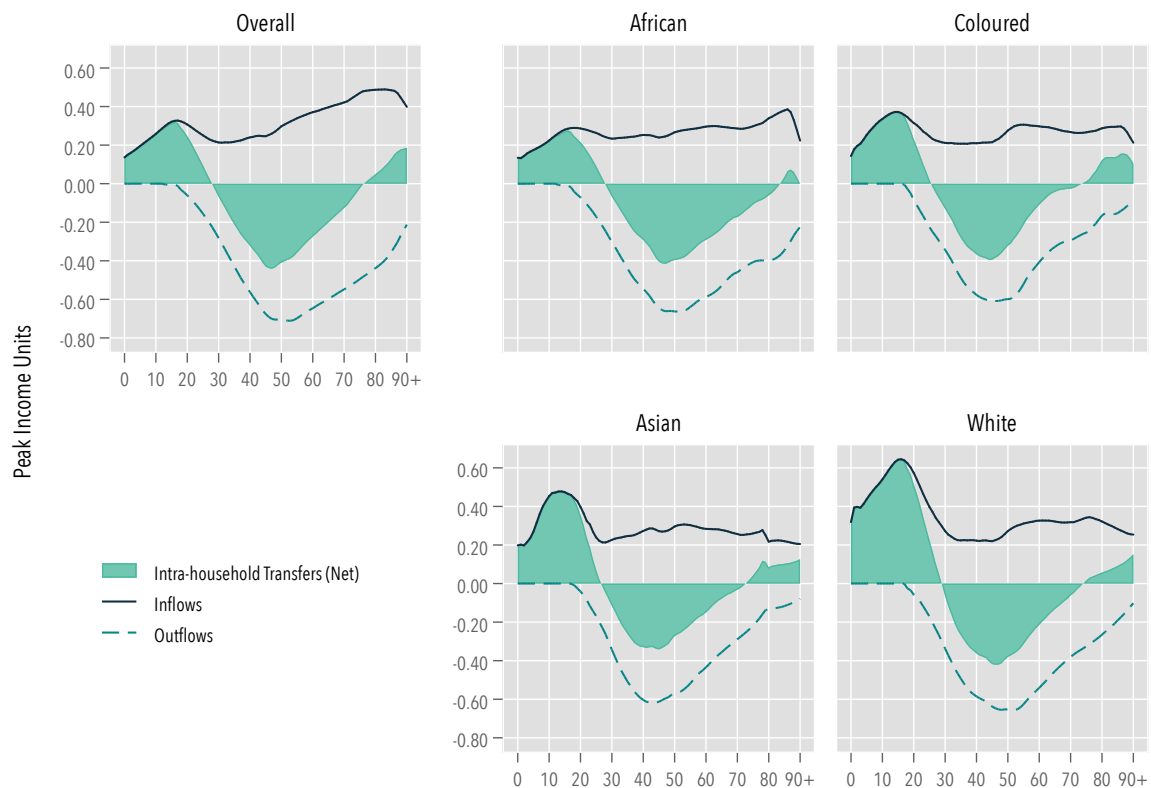 Overall
African
Coloured
0.60
0.40
0.20
0.00
-0.20
-0.40
-0.60
-0.80
0 10 20 30 40 50 60 70 80 90+
Peak Income Units
Asian
White
0.60
0.40
0.20
0.00
-0.20
-0.40
-0.60
-0.80
0 10 20 30 40 50 60 70 80 90+
0 10 20 30 40 50 60 70 80 90+
Intra-household Transfers (Net)
Inflows
Outflows